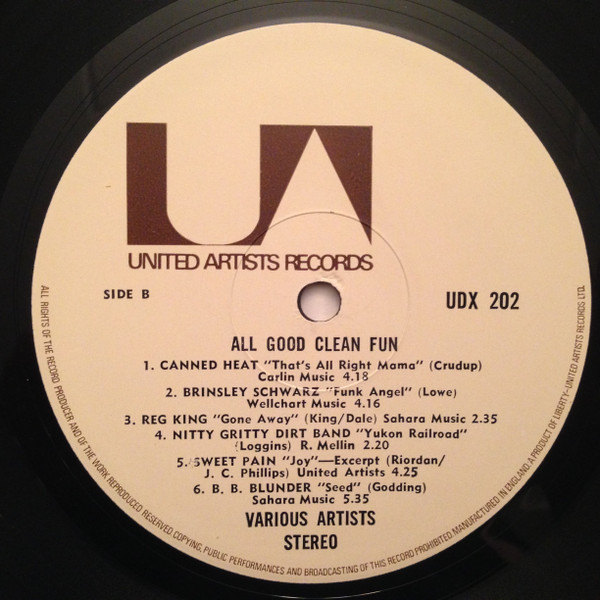 UA
UNITED ARTISTS RECORDS
SIDE B
UDX 202
ALL GOOD CLEAN FUN
1. CANNED HEAT "That's All Right Mama" (Crudup)
Carlin Music 4.18
2. BRINSLEY SCHWARZ "Funk Angel" (Lowe)
Wellchart Music 4.16
3. REG KING "Gone Away" (King/Dale) Sahara Music 2.35
4. NITTY GRITTY DIRT BAND "Yukon Railroad"
(Loggins) R. Mellin 2.20
5. SWEET PAIN "Joy"—Excerpt (Riordan/
J. C. Phillips) United Artists 4.25
6. B. B. BLUNDER "Seed" (Godding)
Sahara Music 5.35
VARIOUS ARTISTS
STEREO
ALL RIGHTS OF THE RECORD PRODUCER AND OF THE WORK REPRODUCED RESERVED. COPYING, PUBLIC PERFORMANCES AND BROADCASTING OF THIS RECORD PROHIBITED. MANUFACTURED IN ENGLAND. A PRODUCT OF LIBERTY-UNITED ARTISTS RECORDS LTD.